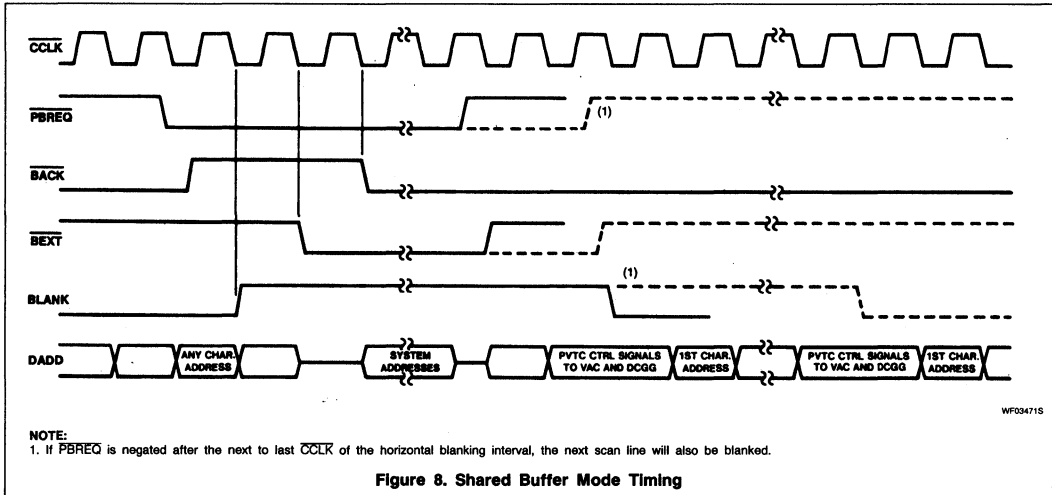 CCLK
PBREQ
(1)
BACK
BEXT
(1)
BLANK
DADD
ANY CHAR. ADDRESS
SYSTEM ADDRESSES
PVTC CTRL SIGNALS TO VAC AND DCGG
1ST CHAR. ADDRESS
PVTC CTRL SIGNALS TO VAC AND DCGG
1ST CHAR. ADDRESS
WF03471S
NOTE:
1. If PBREQ is negated after the next to last CCLK of the horizontal blanking interval, the next scan line will also be blanked.
Figure 8. Shared Buffer Mode Timing